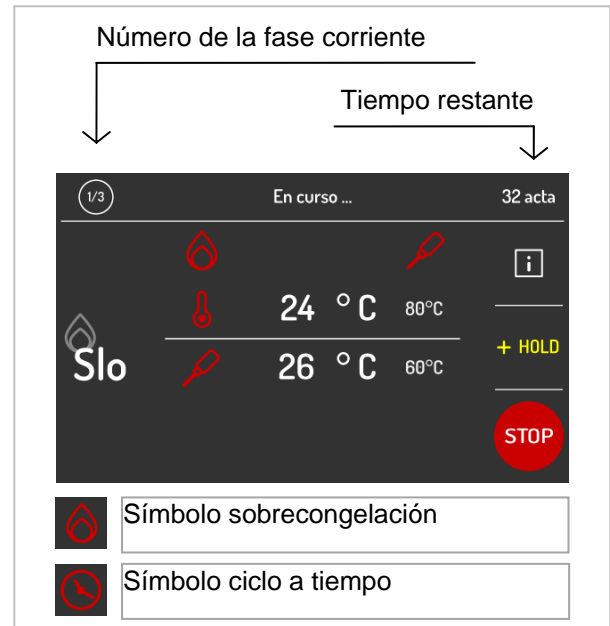 Número de la fase corriente
Tiempo restante
1/3 En curso ... 32 acta
i
24 °C 80°C
+ HOLD
Slo
26 °C 60°C
STOP
Símbolo sobrecongelación
Símbolo ciclo a tiempo